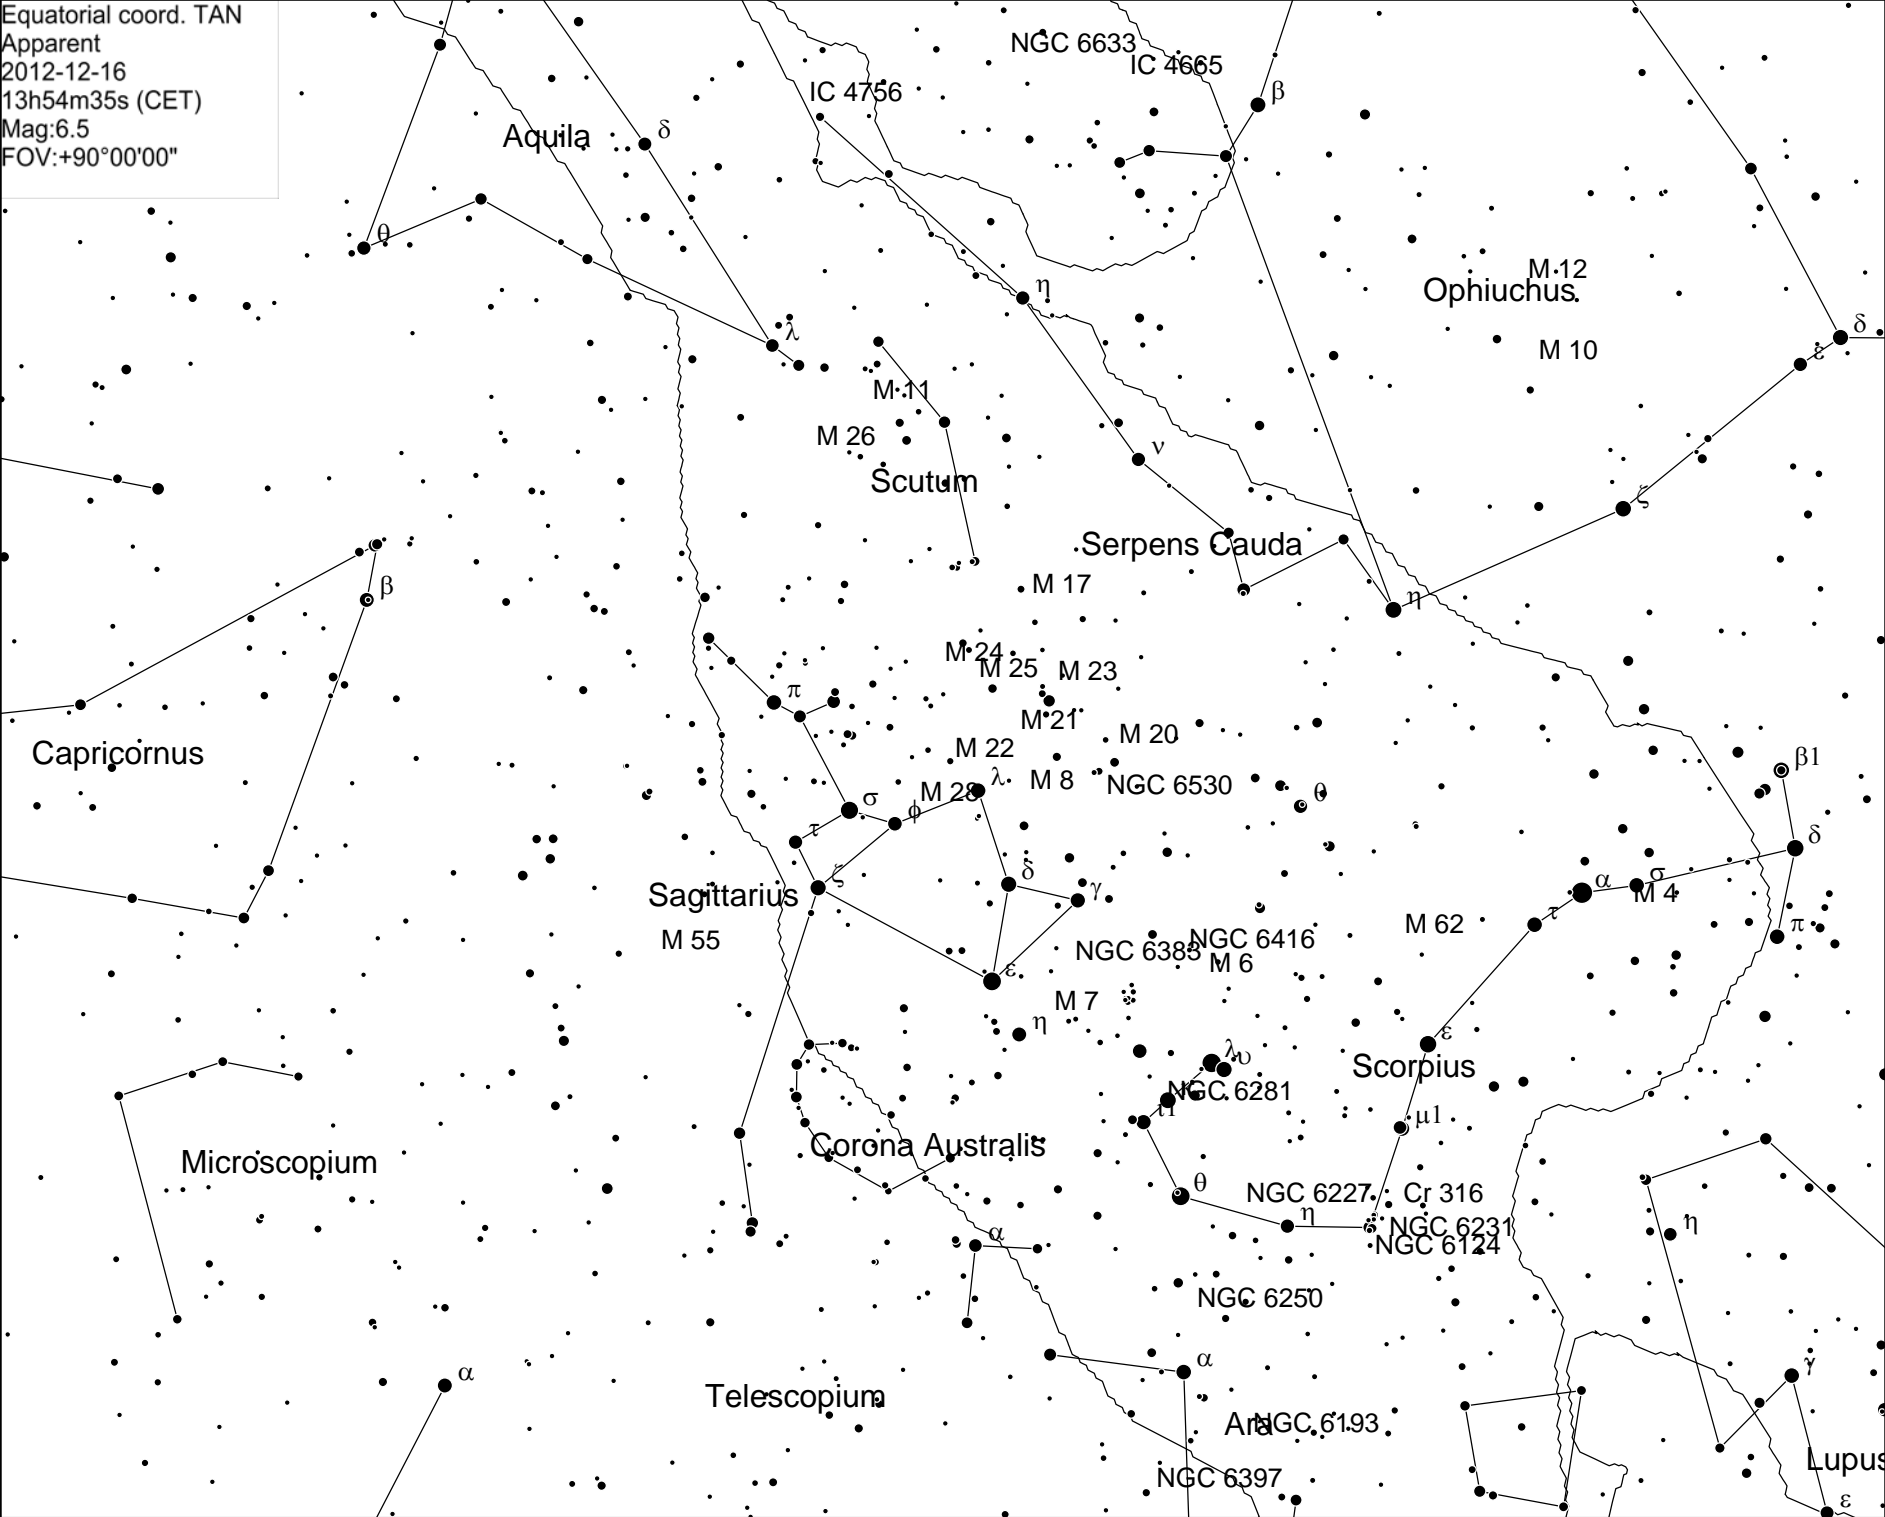 Equatorial coord. TAN
Apparent
2012-12-16
13h54m35s (CET)
Mag:6.5
FOV:+90°00'00"
NGC 6633
IC 4665
IC 4756
β
Aquila
δ
θ
M 12
Ophiuchus
η
δ
λ
M 10
ε
M 11
M 26
ν
Scutum
ζ
Serpens Cauda
M 17
β
η
M 24
M 25
M 23
π
M 21
M 20
Capricornus
M 22
β1
M 8
NGC 6530
λ
M 28
σ
θ
ϕ
τ
δ
ζ
δ
γ
α
σ
Sagittarius
M 4
τ
M 62
π
M 55
NGC 6416
NGC 6383
M 6
ε
M 7
η
ε
λ
υ
Scorpius
NGC 6281
ι1
μ1
Corona Australis
Microscopium
θ
NGC 6227
Cr 316
η
NGC 6231
η
α
NGC 6124
NGC 6250
α
γ
α
Telescopium
Ara
NGC 6193
Lupus
NGC 6397
ε